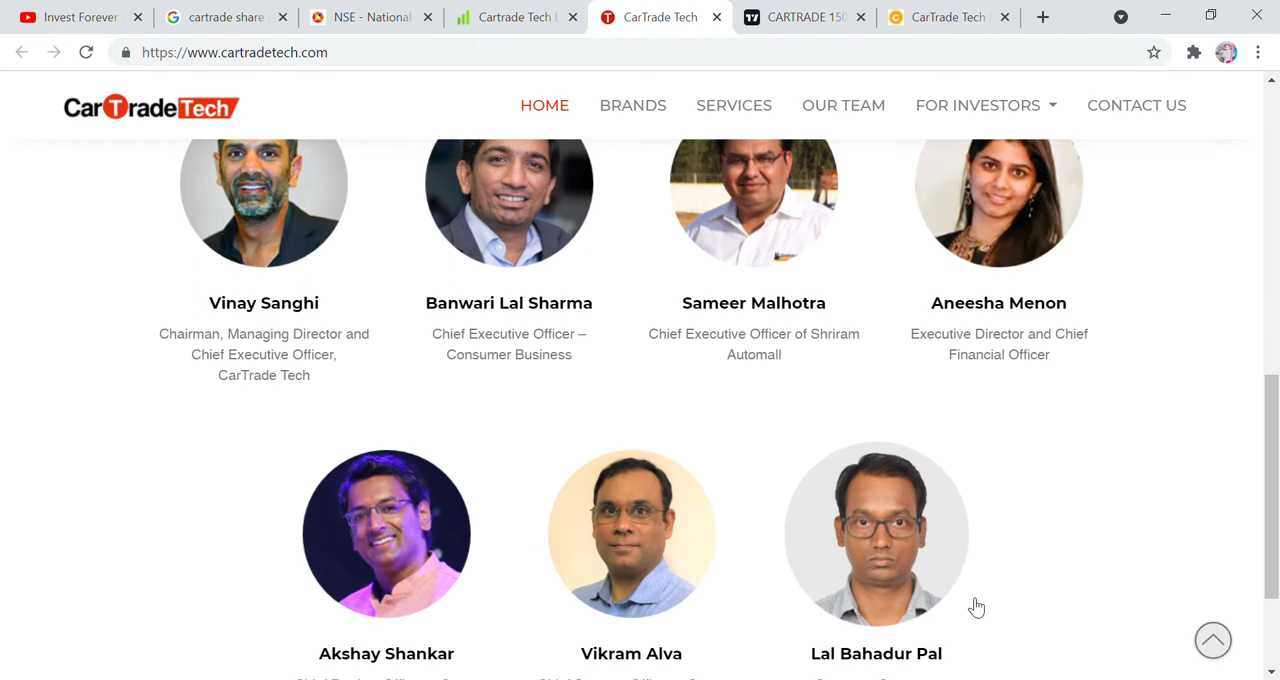 Invest Forever
cartrade share
NSE - National
Cartrade Tech
CarTrade Tech
CARTRADE 150
CarTrade Tech
https://www.cartradetech.com
CarTradeTech
HOME BRANDS SERVICES OUR TEAM FOR INVESTORS CONTACT US
Vinay Sanghi
Chairman, Managing Director and
Chief Executive Officer,
CarTrade Tech
Banwari Lal Sharma
Chief Executive Officer –
Consumer Business
Sameer Malhotra
Chief Executive Officer of Shriram
Automall
Aneesha Menon
Executive Director and Chief
Financial Officer
Akshay Shankar
Vikram Alva
Lal Bahadur Pal